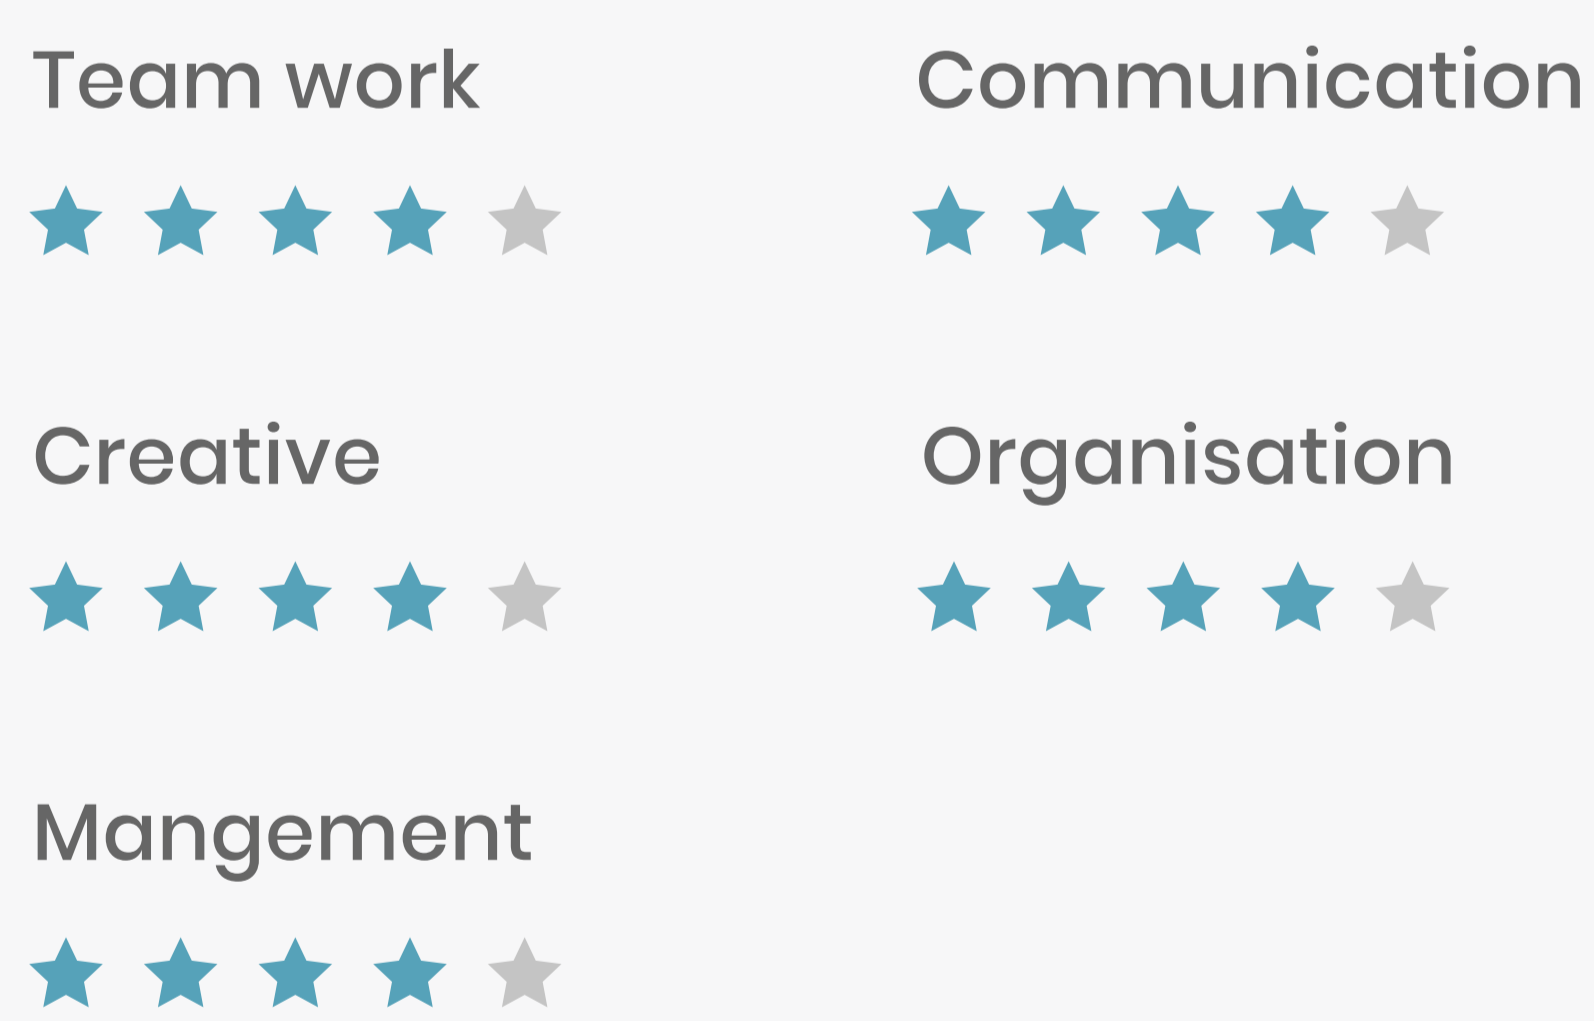 Team work
Communication
Creative
Organisation
Mangement